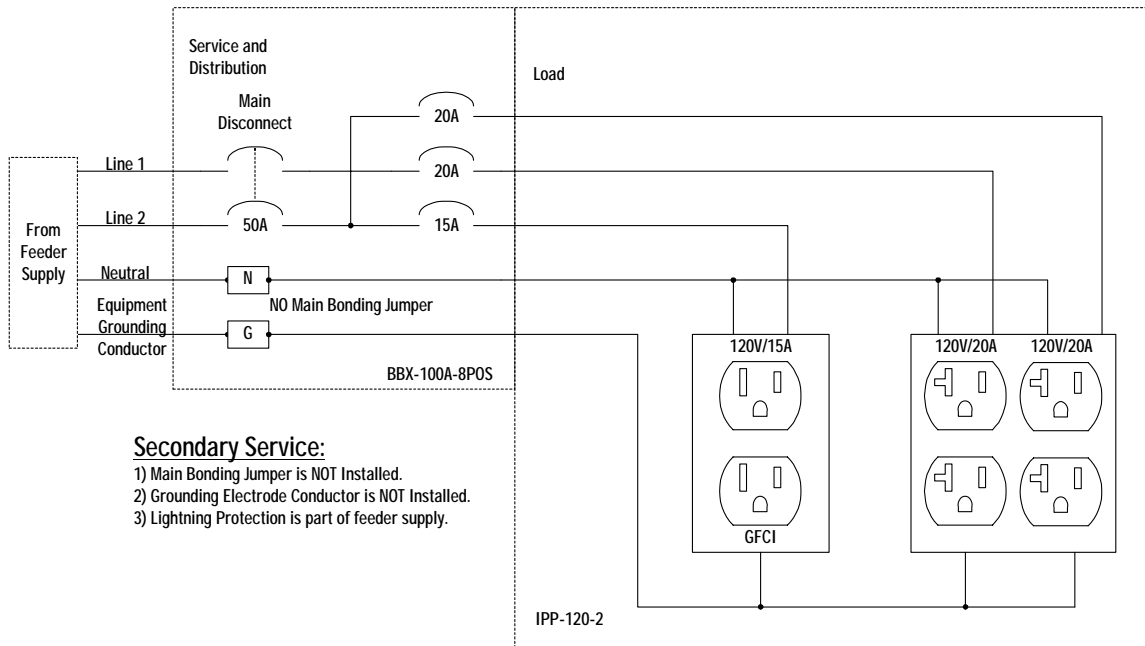 Service and
Distribution
Load
Main
Disconnect
20A
Line 1
20A
Line 2
50A
15A
From
Feeder
Supply
Neutral
N
Equipment
Grounding
Conductor
NO Main Bonding Jumper
G
120V/15A
120V/20A
120V/20A
BBX-100A-8POS
Secondary Service:
1) Main Bonding Jumper is NOT Installed.
2) Grounding Electrode Conductor is NOT Installed.
3) Lightning Protection is part of feeder supply.
GFCI
IPP-120-2